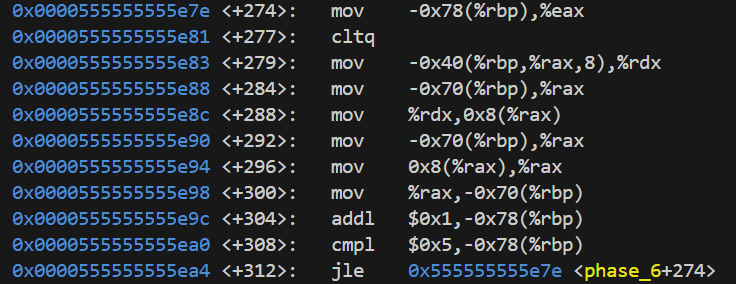 0x0000555555555e7e <+274>: mov -0x78(%rbp),%eax
0x0000555555555e81 <+277>: cltq
0x0000555555555e83 <+279>: mov -0x40(%rbp,%rax,8),%rdx
0x0000555555555e88 <+284>: mov -0x70(%rbp),%rax
0x0000555555555e8c <+288>: mov %rdx,0x8(%rax)
0x0000555555555e90 <+292>: mov -0x70(%rbp),%rax
0x0000555555555e94 <+296>: mov 0x8(%rax),%rax
0x0000555555555e98 <+300>: mov %rax,-0x70(%rbp)
0x0000555555555e9c <+304>: addl $0x1,-0x78(%rbp)
0x0000555555555ea0 <+308>: cmpl $0x5,-0x78(%rbp)
0x0000555555555ea4 <+312>: jle 0x555555555e7e <phase_6+274>